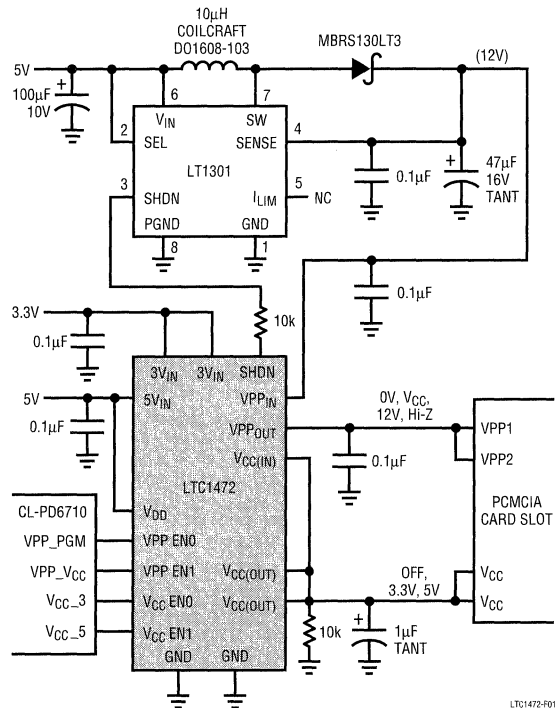 10µH
COILCRAFT
DO1608-103
MBRS130LT3
5V
(12V)
100µF
10V
6
7
VIN
SW
2
SEL
SENSE
4
LT1301
0.1µF
47µF
16V
TANT
3
SHDN
ILIM
5
NC
PGND
GND
8
1
0.1µF
3.3V
10k
0.1µF
3VIN
3VIN
SHDN
5V
5VIN
VPPIN
0V, VCC,
12V, Hi-Z
0.1µF
VPPOUT
VPP1
VCC(IN)
0.1µF
VPP2
LTC1472
PCMCIA
CARD SLOT
CL-PD6710
VDD
VPP_PGM
VPP EN0
VPP_VCC
VPP EN1
VCC(OUT)
OFF,
3.3V, 5V
VCC
VCC_3
VCC EN0
VCC(OUT)
VCC
VCC_5
VCC EN1
10k
1µF
TANT
GND
GND
LTC1472-F01